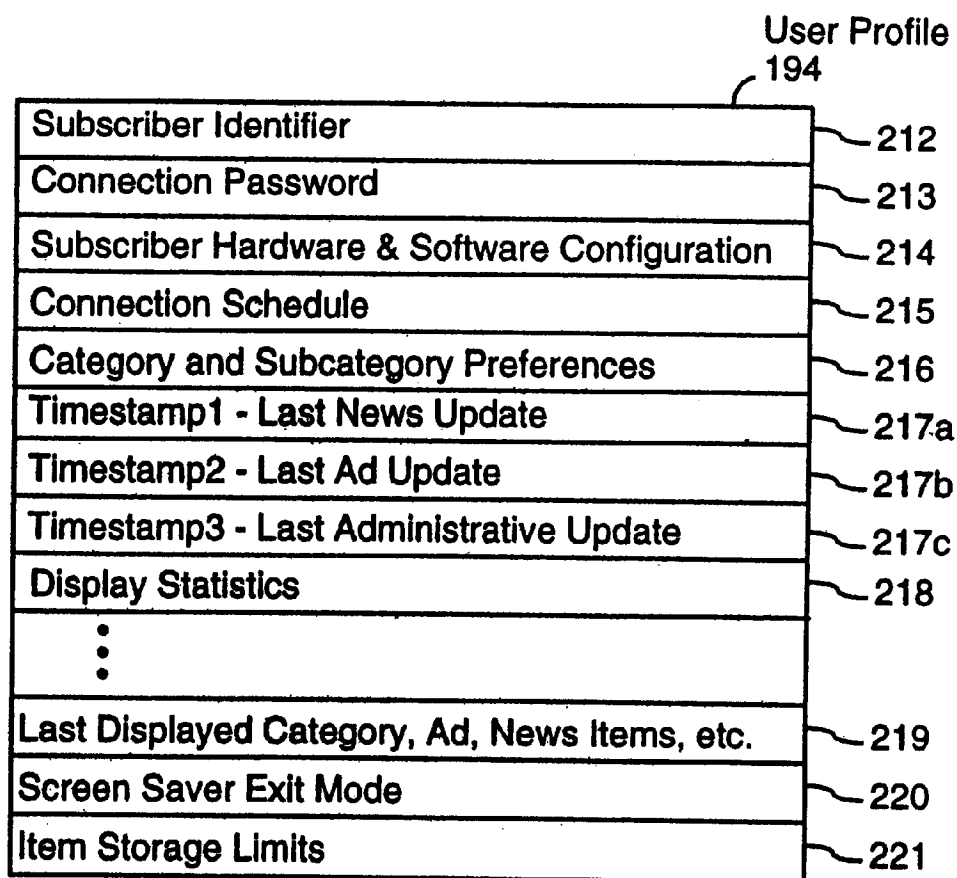 User Profile
194
Subscriber Identifier 212
Connection Password 213
Subscriber Hardware & Software Configuration 214
Connection Schedule 215
Category and Subcategory Preferences 216
Timestamp1 - Last News Update 217a
Timestamp2 - Last Ad Update 217b
Timestamp3 - Last Administrative Update 217c
Display Statistics 218
Last Displayed Category, Ad, News Items, etc. 219
Screen Saver Exit Mode 220
Item Storage Limits 221